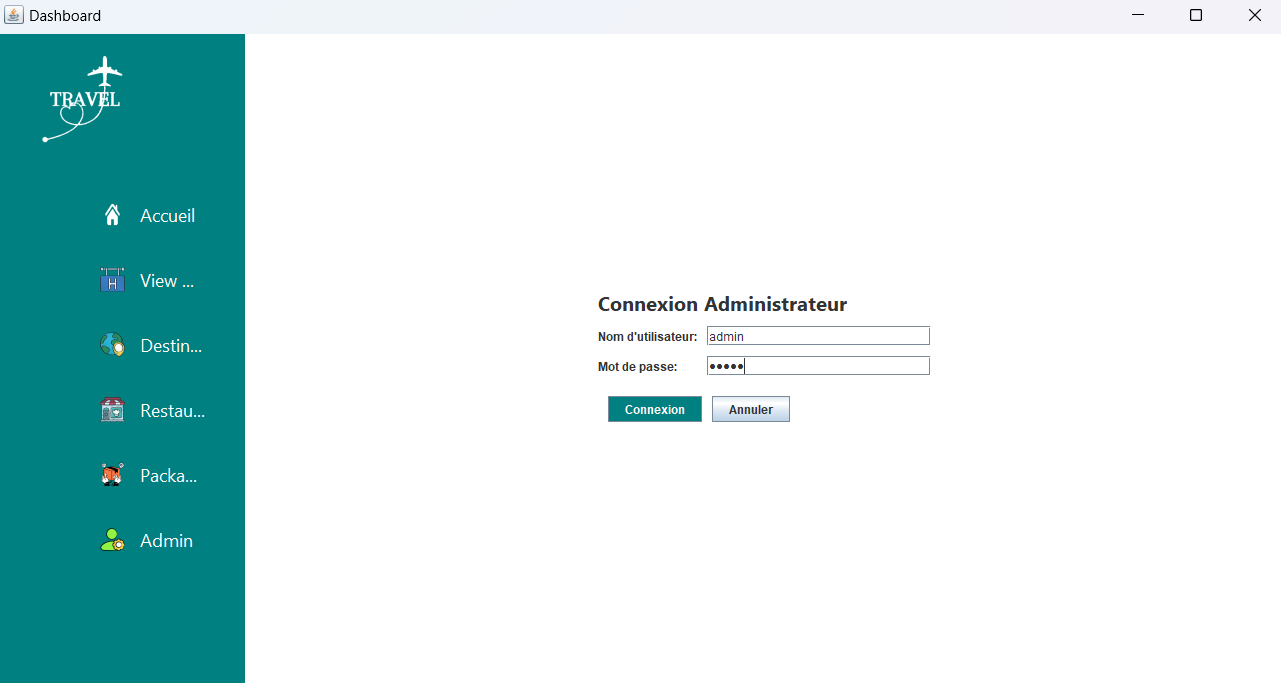 Dashboard
TRAVEL
Accueil
View ...
Destin...
Restau...
Packa...
Admin
Connexion Administrateur
Nom d'utilisateur: admin
Mot de passe: •••••
Connexion Annuler